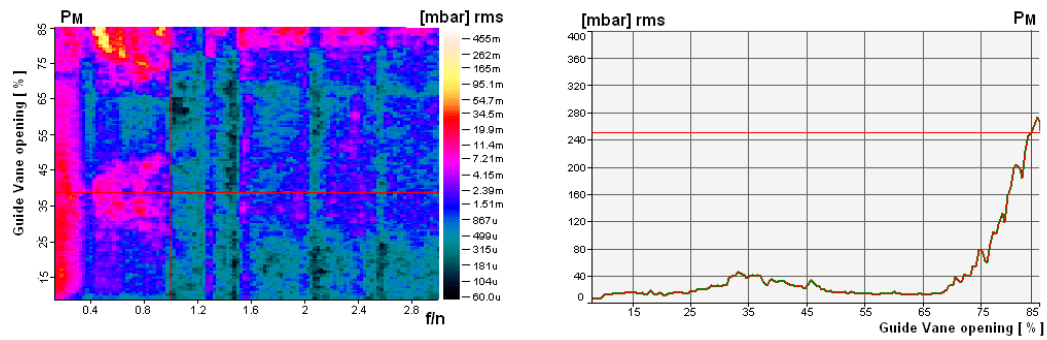 PM
[mbar] rms
85
75
65
55
45
35
25
15
Guide Vane opening [ % ]
0.4
0.8
1.2
1.6
2
2.4
2.8
f/n
455m
262m
165m
95.1m
54.7m
34.5m
19.9m
11.4m
7.21m
4.15m
2.39m
1.51m
867u
499u
315u
181u
104u
60.0u
[mbar] rms
PM
400
360
320
280
240
200
160
120
80
40
0
15
25
35
45
55
65
75
85
Guide Vane opening [ % ]